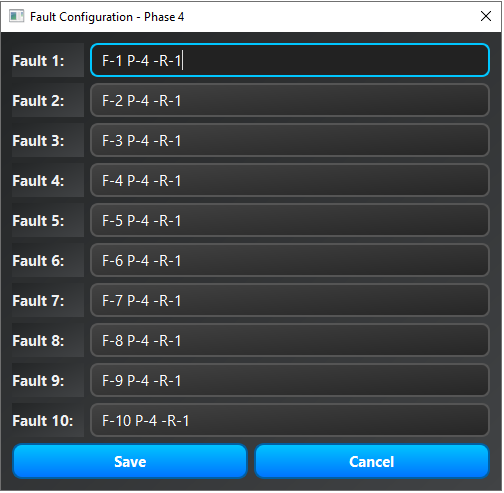 Fault Configuration - Phase 4
Fault 1: F-1 P-4 -R-1
Fault 2: F-2 P-4 -R-1
Fault 3: F-3 P-4 -R-1
Fault 4: F-4 P-4 -R-1
Fault 5: F-5 P-4 -R-1
Fault 6: F-6 P-4 -R-1
Fault 7: F-7 P-4 -R-1
Fault 8: F-8 P-4 -R-1
Fault 9: F-9 P-4 -R-1
Fault 10: F-10 P-4 -R-1
Save Cancel